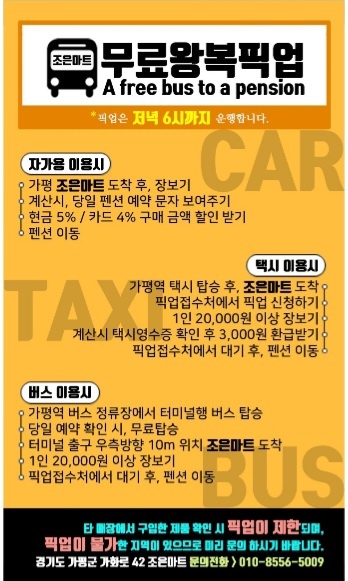 조은마트
무료왕복픽업
A free bus to a pension
*픽업은 저녁 6시까지 운행합니다.
CAR
자가용 이용시
가평 조은마트 도착 후, 장보기
계산시, 당일 펜션 예약 문자 보여주기
현금 5% / 카드 4% 구매 금액 할인 받기
펜션 이동
TAXI
택시 이용시
가평역 택시 탑승 후, 조은마트 도착
픽업접수처에서 픽업 신청하기
1인 20,000원 이상 장보기
계산시 택시영수증 확인 후 3,000원 환급받기
픽업접수처에서 대기 후, 펜션 이동
버스 이용시
가평역 버스 정류장에서 터미널행 버스 탑승
당일 예약 확인 시, 무료탑승
터미널 출구 우측방향 10m 위치 조은마트 도착
1인 20,000원 이상 장보기
픽업접수처에서 대기 후, 펜션 이동
BUS
타 매장에서 구입한 제품 확인 시 픽업이 제한되며,
픽업이 불가한 지역이 있으므로 미리 문의 하시기 바랍니다.
경기도 가평군 가화로 42 조은마트 문의전화 > 010-8556-5009